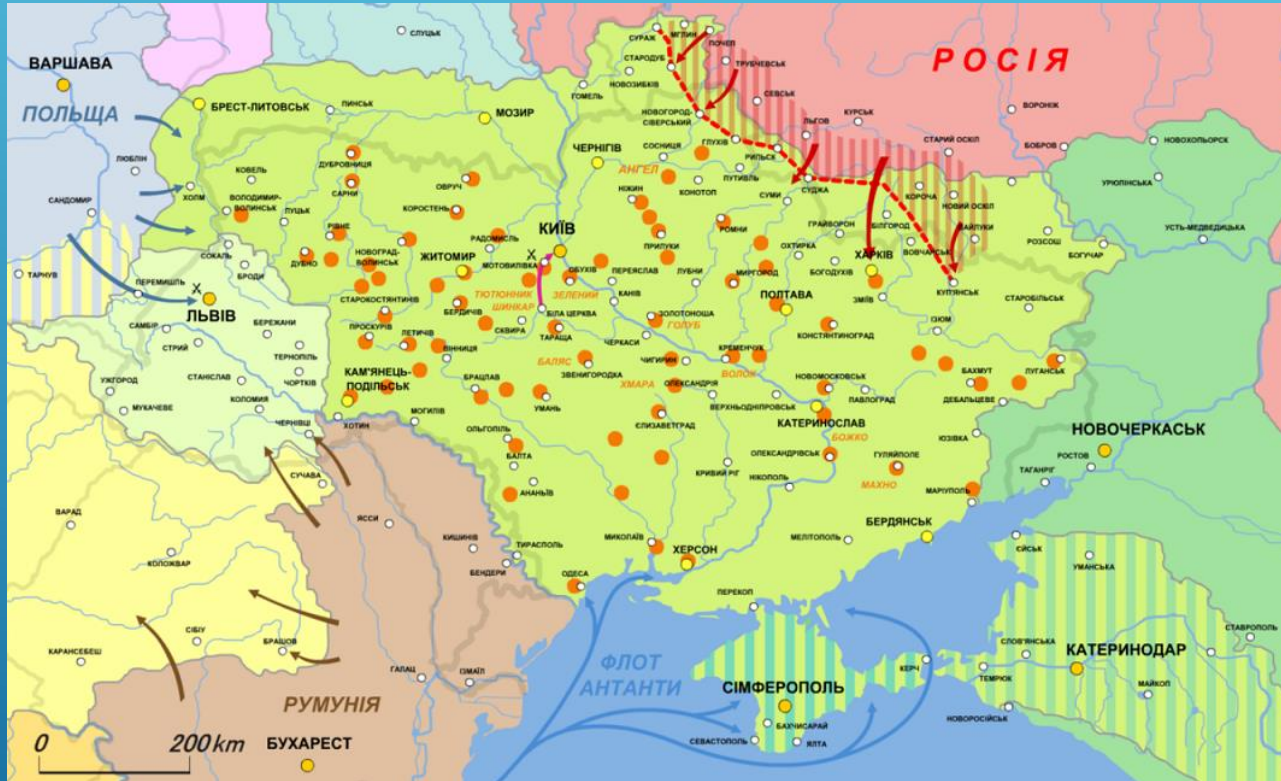 СЛУЦЬК
СУРАЖ
МГЛИН
ПОЧЕП
СТАРОДУБ
ТРУБЧЕВСЬК
РОСІЯ
ВАРШАВА
НОВОЗИБКІВ
ГОМЕЛЬ
СЕВСЬК
ПОЛЬЩА
БРЕСТ-ЛИТОВСЬК
ПИНСЬК
МОЗИР
НОВОГОРОД-
СІВЕРСЬКИЙ
КУРСЬК
ВОРОНІЖ
ЛЬГОВ
СТАРИЙ ОСКІЛ
БОБРОВ
НОВОХОПЬОРСЬК
ЛЮБЛІН
ДУБРОВИЦЯ
ЧЕРНІГІВ
СОСНИЦЯ
ГЛУХІВ
РИЛЬСК
КОВЕЛЬ
САРНИ
ОВРУЧ
АНГЕЛ
КОНОТОП
ПУТИВЛЬ
СУДЖА
КОРОЧА
НОВИЙ ОСКІЛ
УРЮПІНСЬКА
САНДОМИР
ХОЛМ
ВОЛОДИМИР-
ВОЛИНСЬК
ЛУЦЬК
КОРОСТЕНЬ
НІЖИН
СУМИ
РІВНЕ
РАДОМИСЛЬ
КИЇВ
РОМНИ
ГРАЙВОРОН
БІЛГОРОД
ВАЛУЙКИ
РОЗСОШ
УСТЬ-МЕДВЕДИЦЬКА
СОКАЛЬ
ДУБНО
НОВОГРАД-
ВОЛИНСЬК
ПРИЛУКИ
ОХТИРКА
ВОВЧАНСЬК
БОГУЧАР
ТАРНУВ
БРОДИ
ЖИТОМИР
МОТОВИЛІВКА
ОБУХІВ
ПЕРЕЯСЛАВ
ЛУБНИ
МИРГОРОД
БОГОДУХІВ
ХАРКІВ
ПЕРЕМИШЛЬ
ЛЬВІВ
СТАРОКОСТЯНТИНІВ
ТЮТЮННИК
ЗЕЛЕНИЙ
КАНІВ
ПОЛТАВА
ЗМІЇВ
КУП'ЯНСЬК
СТАРОБІЛЬСЬК
БЕРДИЧІВ
ШИНКАР
БІЛА ЦЕРКВА
ЗОЛОТОНОША
ГОЛУБ
САМБІР
БЕРЕЖАНИ
ПРОСКУРІВ
ЛЕТИЧІВ
СКВИРА
ТАРАЩА
ЧЕРКАСИ
КОНСТЯНТИНОГРАД
ІЗЮМ
СТРИЙ
ТЕРНОПІЛЬ
ВІННИЦЯ
БАЛЯС
ЗВЕНИГОРОДКА
ЧИГИРИН
КРЕМЕНЧУК
ВОЛОХ
БАХМУТ
ЛУГАНСЬК
УЖГОРОД
СТАНІСЛАВ
ЧОРТКІВ
КАМ'ЯНЕЦЬ-
ПОДІЛЬСЬК
БРАЦЛАВ
УМАНЬ
ХМАРА
ОЛЕКСАНДРІЯ
НОВОМОСКОВСЬК
ПАВЛОГРАД
ДЕБАЛЬЦЕВЕ
МУКАЧЕВЕ
КОЛОМИЯ
ВЕРХНЬОДНІПРОВСЬК
ЧЕРНІВЦІ
ХОТИН
МОГИЛІВ
ОЛЬГОПІЛЬ
ЄЛИЗАВЕТГРАД
КАТЕРИНОСЛАВ
БОЖКО
ЮЗІВКА
НОВОЧЕРКАСЬК
БАЛТА
ОЛЕКСАНДРІВСЬК
ГУЛЯЙПОЛЕ
ТАГАНРІГ
РОСТОВ
СУЧАВА
АНАНЬЇВ
КРИВИЙ РІГ
НІКОПОЛЬ
МАХНО
МАРІУПОЛЬ
ВАРАД
ЯССИ
КИШИНІВ
ТИРАСПОЛЬ
МИКОЛАЇВ
ХЕРСОН
МЕЛІТОПОЛЬ
БЕРДЯНСЬК
ЄЙСЬК
КОЛОЖВАР
БЕНДЕРИ
ОДЕСА
ПЕРЕКОП
УМАНСЬКА
СІБІУ
БРАШОВ
СТАВРОПОЛЬ
КАРАНСЕБЕШ
ГАЛАЦ
ІЗМАЇЛ
ФЛОТ
АНТАНТИ
КЕРЧ
СЛОВ'ЯНСЬКА
КАТЕРИНОДАР
ТЕМРЮК
РУМУНІЯ
СІМФЕРОПОЛЬ
МАЙКОП
БАХЧИСАРАЙ
НОВОРОСІЙСЬК
0 200 km
БУХАРЕСТ
СЕВАСТОПОЛЬ
ЯЛТА